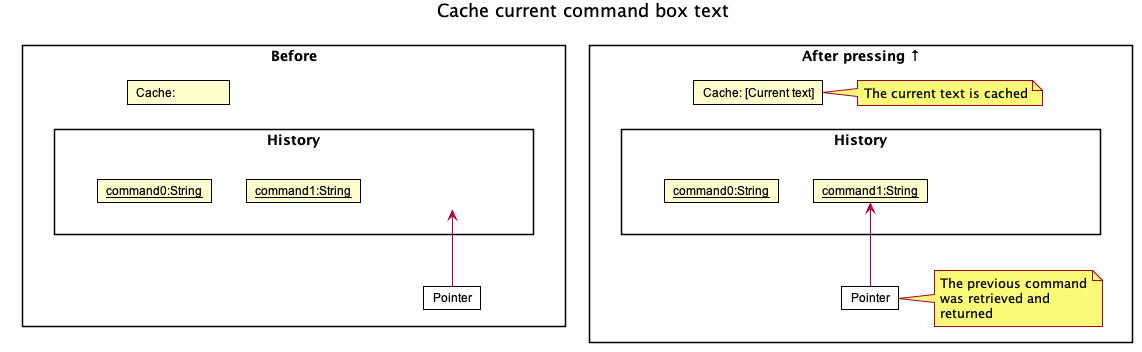 Cache current command box text
Before
Cache:
History
command0:String
command1:String
Pointer
After pressing ↑
Cache: [Current text]
The current text is cached
History
command0:String
command1:String
Pointer
The previous command
was retrieved and
returned